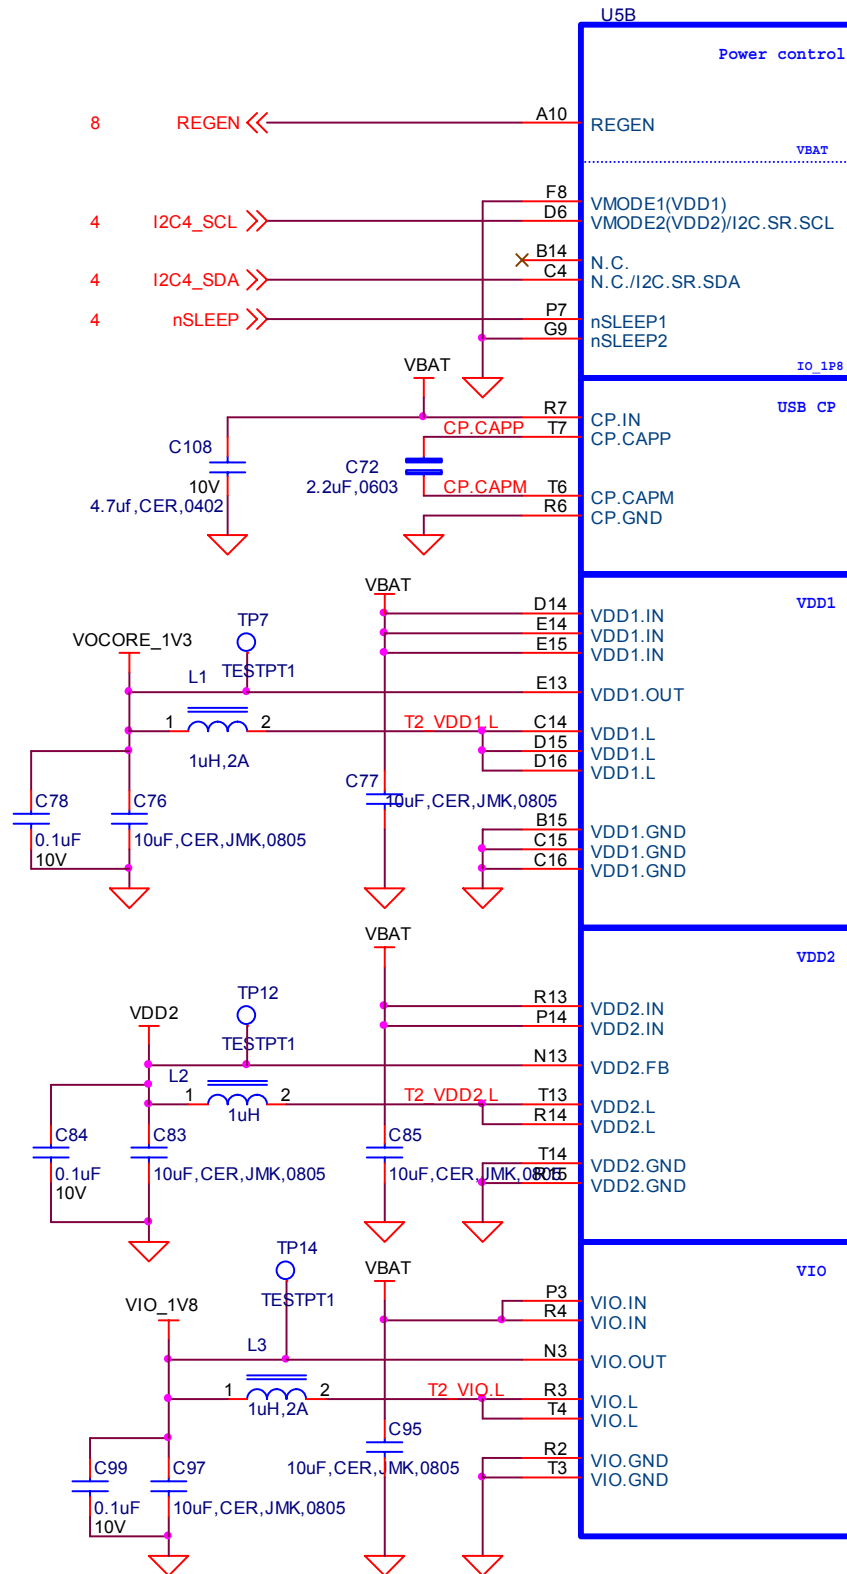 U5B
Power control
8 REGEN A10 REGEN
VBAT
F8 VMODE1(VDD1)
4 I2C4_SCL D6 VMODE2(VDD2)/I2C.SR.SCL
B14 N.C.
4 I2C4_SDA C4 N.C./I2C.SR.SDA
4 nSLEEP P7 nSLEEP1
G9 nSLEEP2
IO_1P8
VBAT
USB CP
R7 CP.IN
CP.CAPP T7 CP.CAPP
C108
C72
10V
2.2uF,0603
CP.CAPM T6 CP.CAPM
4.7uf,CER,0402
R6 CP.GND
VBAT
VDD1
D14 VDD1.IN
TP7
E14 VDD1.IN
VOCORE_1V3
E15 VDD1.IN
TESTPT1
L1
E13 VDD1.OUT
1 2 T2_VDD1.L C14 VDD1.L
D15 VDD1.L
1uH,2A
D16 VDD1.L
C77
C78 C76 10uF,CER,JMK,0805
B15 VDD1.GND
0.1uF 10uF,CER,JMK,0805
C15 VDD1.GND
10V
C16 VDD1.GND
VBAT
VDD2
TP12
R13 VDD2.IN
VDD2
P14 VDD2.IN
TESTPT1
N13 VDD2.FB
L2
1 2 T2_VDD2.L T13 VDD2.L
1uH
R14 VDD2.L
C84 C83 C85
T14 VDD2.GND
0.1uF 10uF,CER,JMK,0805 10uF,CER,JMK,0805 R15 VDD2.GND
10V
TP14
VBAT
VIO
P3 VIO.IN
TESTPT1
VIO_1V8
R4 VIO.IN
L3
N3 VIO.OUT
1 2 T2_VIO.L R3 VIO.L
1uH,2A
T4 VIO.L
C95
R2 VIO.GND
C99 C97 10uF,CER,JMK,0805
T3 VIO.GND
0.1uF 10uF,CER,JMK,0805
10V